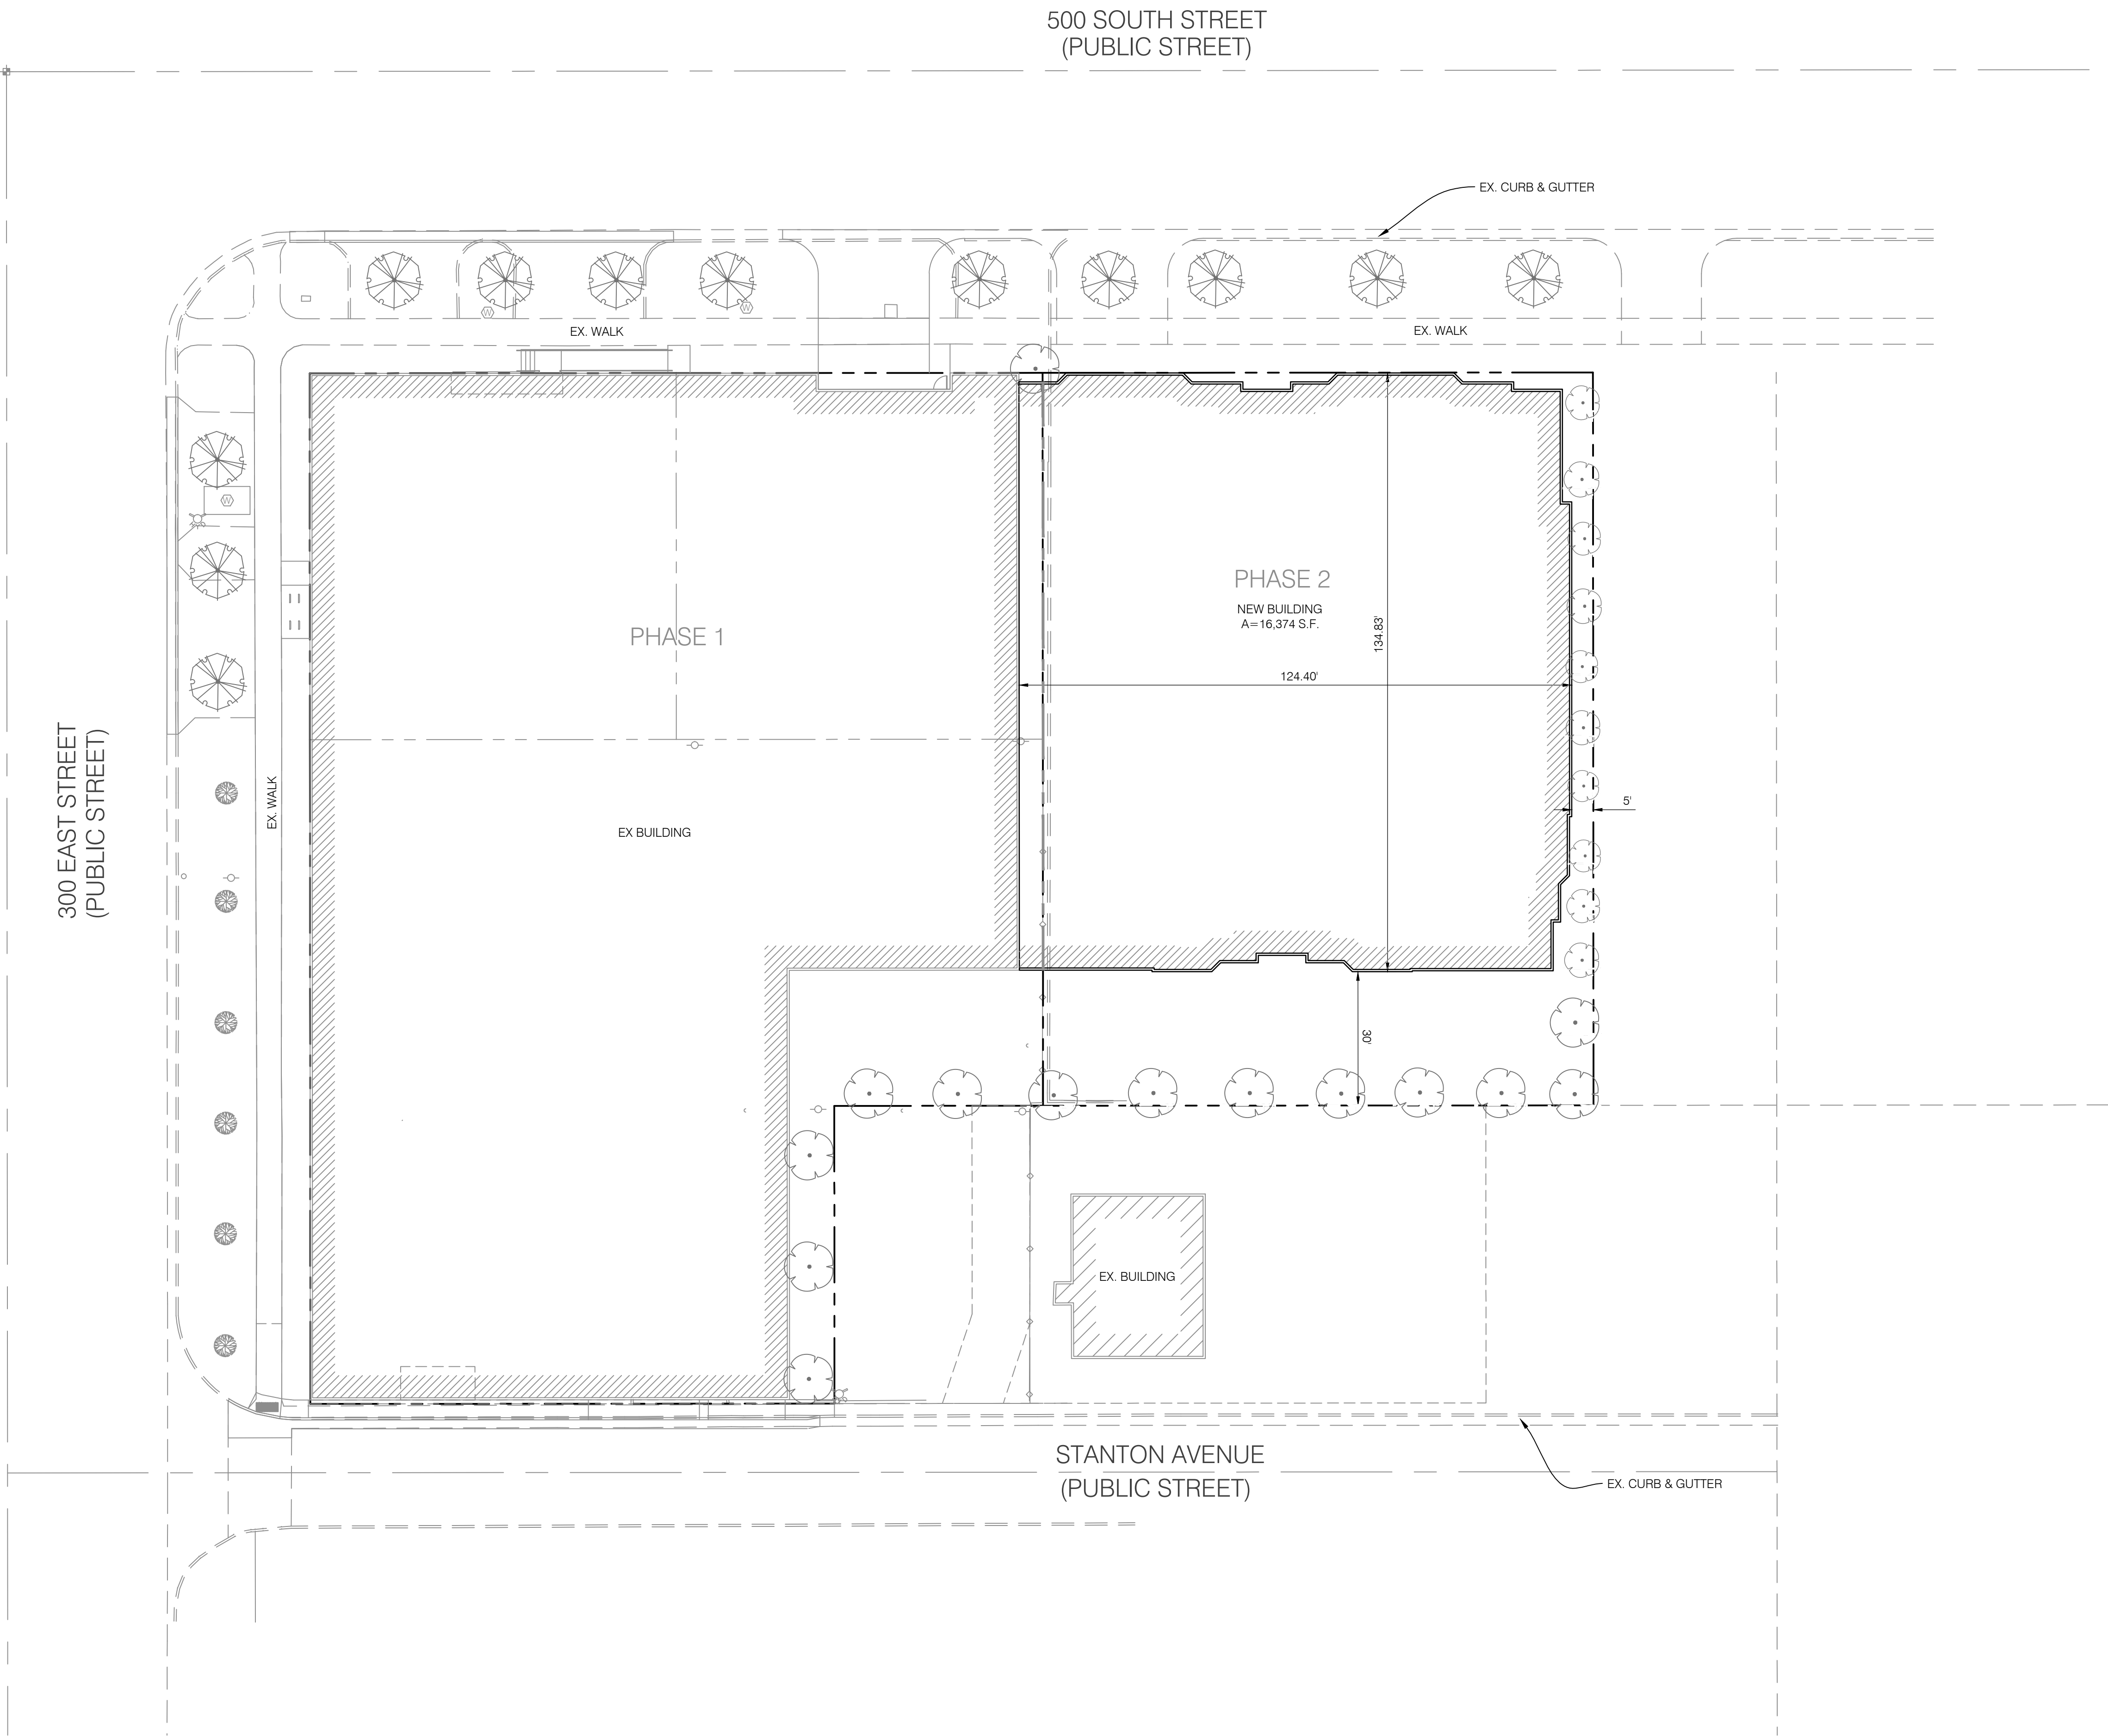 500 SOUTH STREET
(PUBLIC STREET)
EX. CURB & GUTTER
W
W
EX. WALK
EX. WALK
W
PHASE 2
NEW BUILDING
A=16,374 S.F.
134.83'
PHASE 1
124.40'
300 EAST STREET
(PUBLIC STREET)
EX. WALK
5'
EX BUILDING
30'
EX. BUILDING
STANTON AVENUE
(PUBLIC STREET)
EX. CURB & GUTTER